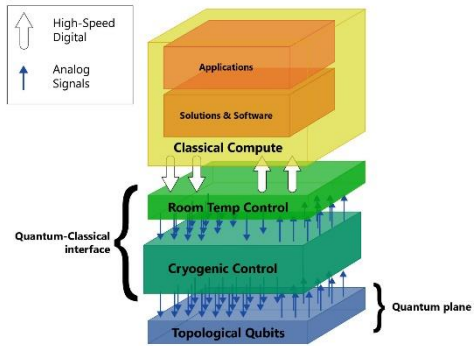 High-Speed
Digital
Analog
Signals
Applications
Solutions & Software
Classical Compute
Room Temp Control
Quantum-Classical
interface
Cryogenic Control
Quantum plane
Topological Qubits